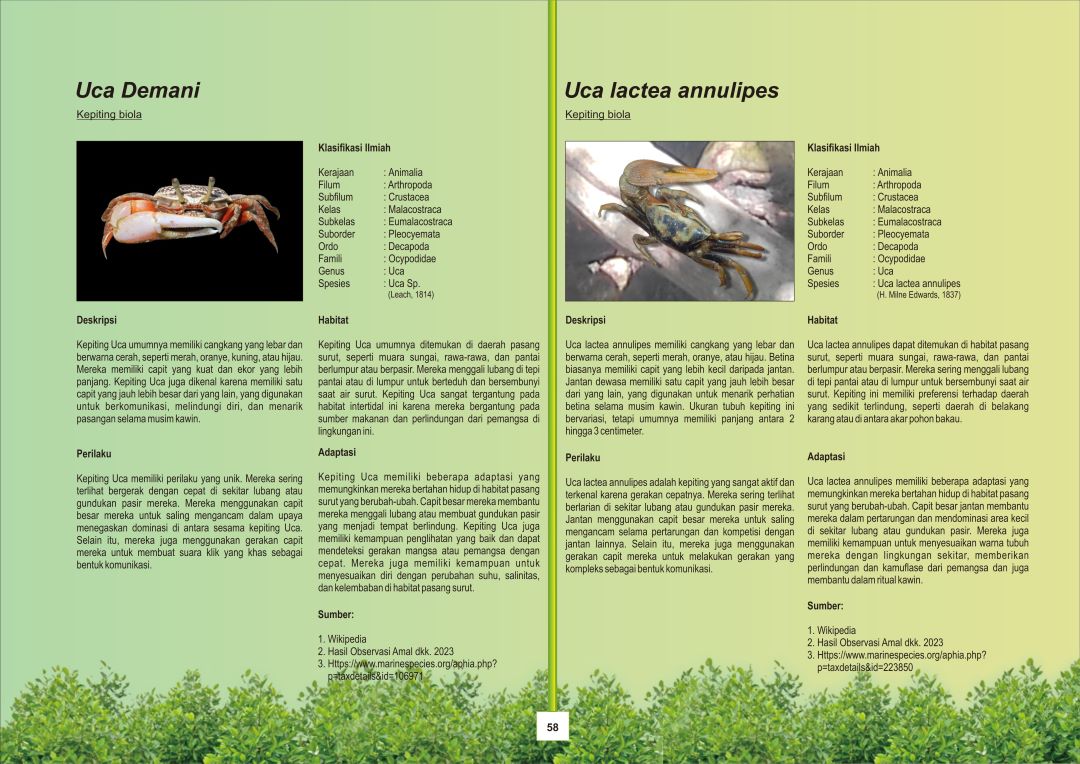 Uca Demani
Kepiting biola
Klasifikasi Ilmiah
Kerajaan : Animalia
Filum : Arthropoda
Subfilum : Crustacea
Kelas : Malacostraca
Subkelas : Eumalacostraca
Suborder : Pleocyemata
Ordo : Decapoda
Famili : Ocypodidae
Genus : Uca
Spesies : Uca Sp.
(Leach, 1814)
Deskripsi
Kepiting Uca umumnya memiliki cangkang yang lebar dan
berwarna cerah, seperti merah, oranye, kuning, atau hijau.
Mereka memiliki capit yang kuat dan ekor yang lebih
panjang. Kepiting Uca juga dikenal karena memiliki satu
capit yang jauh lebih besar dari yang lain, yang digunakan
untuk berkomunikasi, melindungi diri, dan menarik
pasangan selama musim kawin.
Perilaku
Kepiting Uca memiliki perilaku yang unik. Mereka sering
terlihat bergerak dengan cepat di sekitar lubang atau
gundukan pasir mereka. Mereka menggunakan capit
besar mereka untuk saling mengancam dalam upaya
menegaskan dominasi di antara sesama kepiting Uca.
Selain itu, mereka juga menggunakan gerakan capit
mereka untuk membuat suara klik yang khas sebagai
bentuk komunikasi.
Habitat
Kepiting Uca umumnya ditemukan di daerah pasang
surut, seperti muara sungai, rawa-rawa, dan pantai
berlumpur atau berpasir. Mereka menggali lubang di tepi
pantai atau di lumpur untuk berteduh dan bersembunyi
saat air surut. Kepiting Uca sangat tergantung pada
habitat intertidal ini karena mereka bergantung pada
sumber makanan dan perlindungan dari pemangsa di
lingkungan ini.
Adaptasi
Kepiting Uca memiliki beberapa adaptasi yang
memungkinkan mereka bertahan hidup di habitat pasang
surut yang berubah-ubah. Capit besar mereka membantu
mereka menggali lubang atau membuat gundukan pasir
yang menjadi tempat berlindung. Kepiting Uca juga
memiliki kemampuan penglihatan yang baik dan dapat
mendeteksi gerakan mangsa atau pemangsa dengan
cepat. Mereka juga memiliki kemampuan untuk
menyesuaikan diri dengan perubahan suhu, salinitas,
dan kelembaban di habitat pasang surut.
Sumber:
1. Wikipedia
2. Hasil Observasi Amal dkk. 2023
3. Https://www.marinespecies.org/aphia.php?
p=taxdetails&id=106971
Uca lactea annulipes
Kepiting biola
Klasifikasi Ilmiah
Kerajaan : Animalia
Filum : Arthropoda
Subfilum : Crustacea
Kelas : Malacostraca
Subkelas : Eumalacostraca
Suborder : Pleocyemata
Ordo : Decapoda
Famili : Ocypodidae
Genus : Uca
Spesies : Uca lactea annulipes
(H. Milne Edwards, 1837)
Deskripsi
Uca lactea annulipes memiliki cangkang yang lebar dan
berwarna cerah, seperti merah, oranye, atau hijau. Betina
biasanya memiliki capit yang lebih kecil daripada jantan.
Jantan dewasa memiliki satu capit yang jauh lebih besar
dari yang lain, yang digunakan untuk menarik perhatian
betina selama musim kawin. Ukuran tubuh kepiting ini
bervariasi, tetapi umumnya memiliki panjang antara 2
hingga 3 centimeter.
Perilaku
Uca lactea annulipes adalah kepiting yang sangat aktif dan
terkenal karena gerakan cepatnya. Mereka sering terlihat
berlarian di sekitar lubang atau gundukan pasir mereka.
Jantan menggunakan capit besar mereka untuk saling
mengancam selama pertarungan dan kompetisi dengan
jantan lainnya. Selain itu, mereka juga menggunakan
gerakan capit mereka untuk melakukan gerakan yang
kompleks sebagai bentuk komunikasi.
Habitat
Uca lactea annulipes dapat ditemukan di habitat pasang
surut, seperti muara sungai, rawa-rawa, dan pantai
berlumpur atau berpasir. Mereka sering menggali lubang
di tepi pantai atau di lumpur untuk bersembunyi saat air
surut. Kepiting ini memiliki preferensi terhadap daerah
yang sedikit terlindung, seperti daerah di belakang
karang atau di antara akar pohon bakau.
Adaptasi
Uca lactea annulipes memiliki beberapa adaptasi yang
memungkinkan mereka bertahan hidup di habitat pasang
surut yang berubah-ubah. Capit besar jantan membantu
mereka dalam pertarungan dan mendominasi area kecil
di sekitar lubang atau gundukan pasir. Mereka juga
memiliki kemampuan untuk menyesuaikan warna tubuh
mereka dengan lingkungan sekitar, memberikan
perlindungan dan kamuflase dari pemangsa dan juga
membantu dalam ritual kawin.
Sumber:
1. Wikipedia
2. Hasil Observasi Amal dkk. 2023
3. Https://www.marinespecies.org/aphia.php?
p=taxdetails&id=223850
58